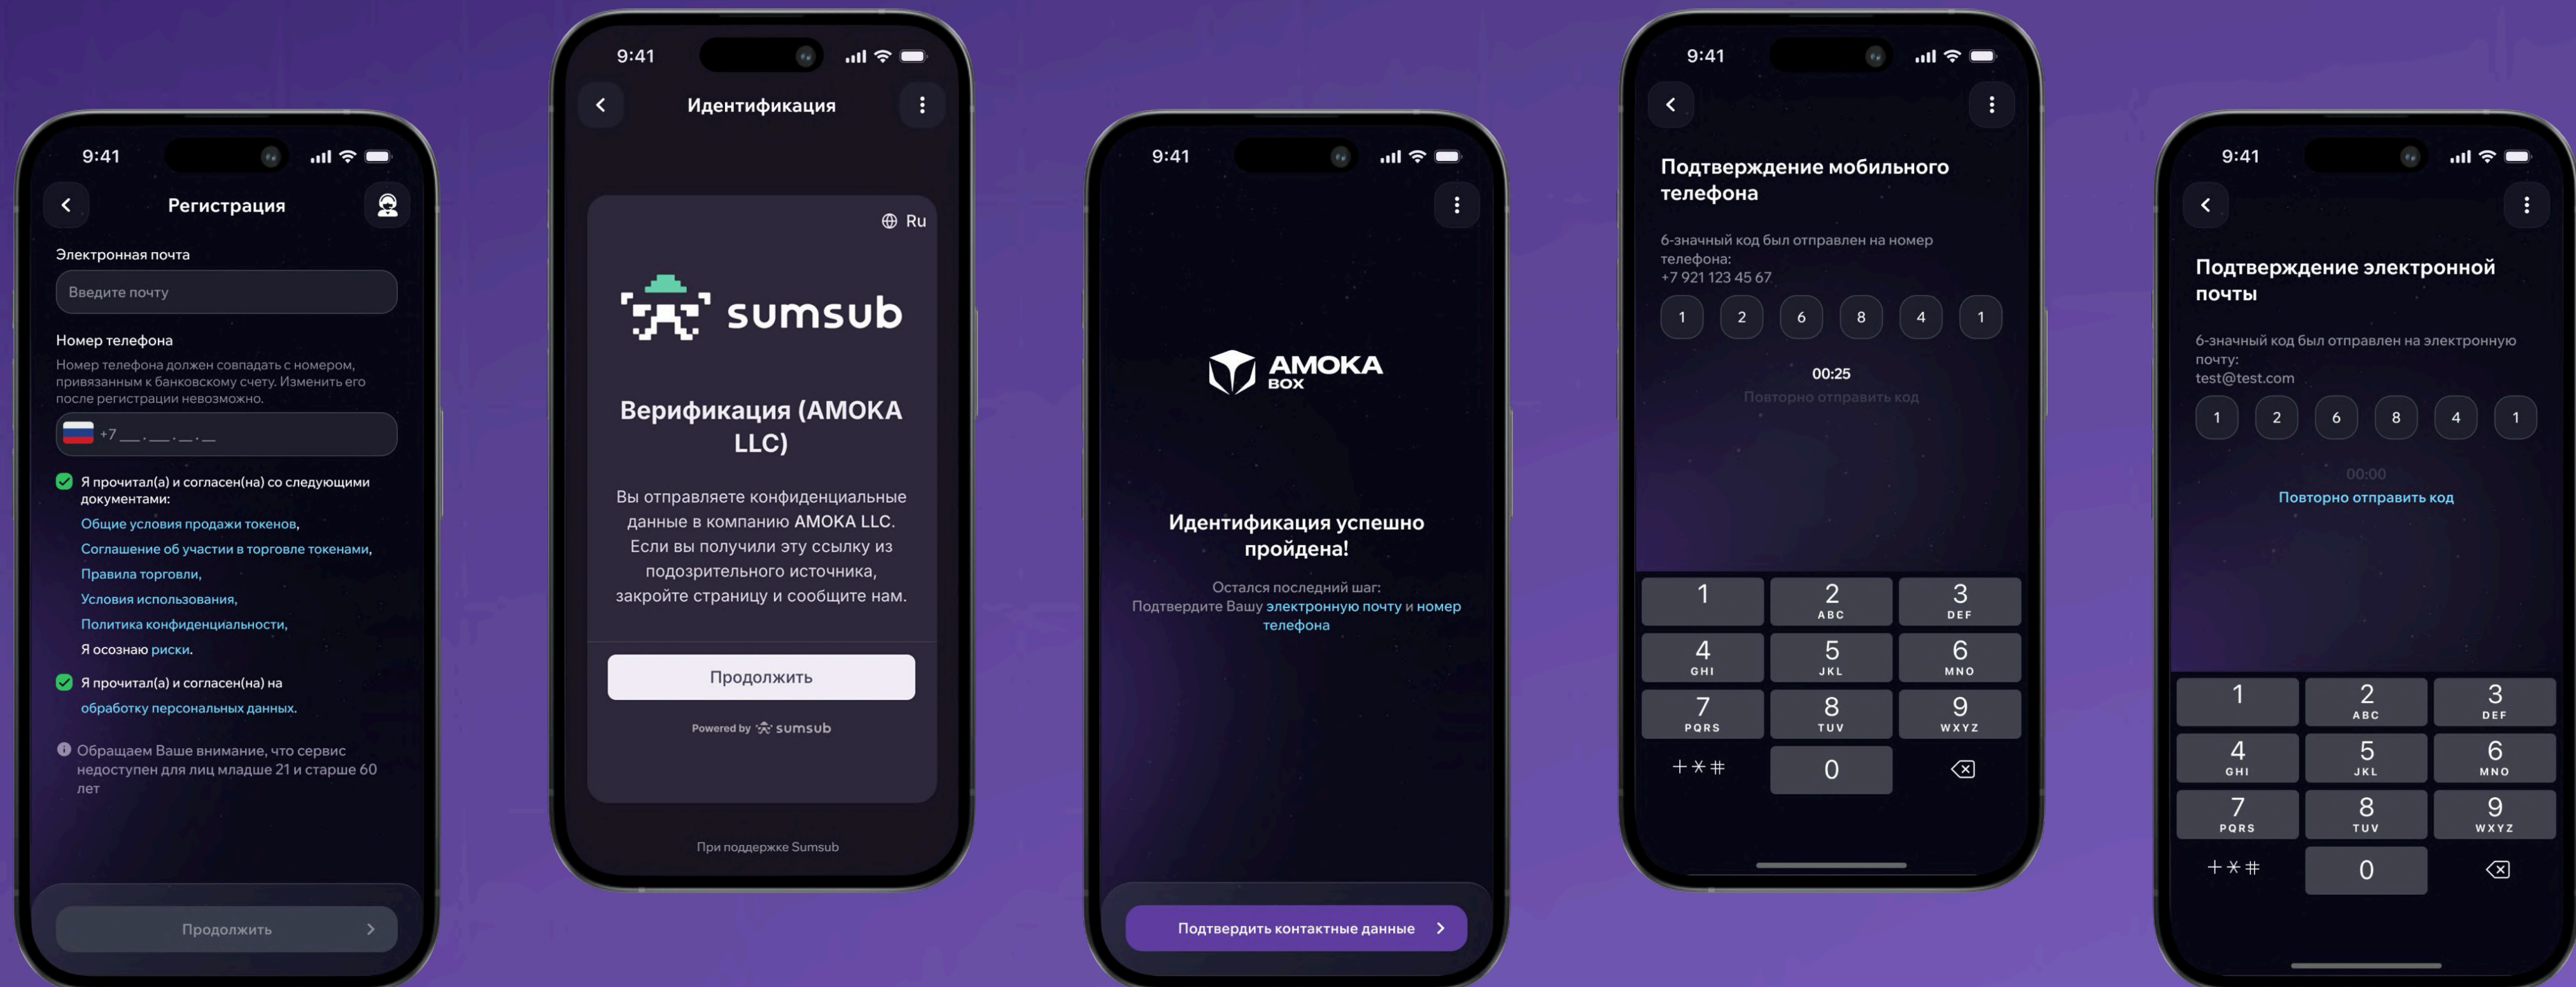 9:41
Регистрация
Электронная почта
Введите почту
Номер телефона
Номер телефона должен совпадать с номером,
привязанным к банковскому счету. Изменить его
после регистрации невозможно.
+7 __ . __ . _ . _
Я прочитал(а) и согласен(на) со следующими
документами:
Общие условия продажи токенов,
Соглашение об участии в торговле токенами,
Правила торговли,
Условия использования,
Политика конфиденциальности,
Я осознаю риски.
Я прочитал(а) и согласен(на) на
обработку персональных данных.
Обращаем Ваше внимание, что сервис
недоступен для лиц младше 21 и старше 60
лет
Продолжить
9:41
Идентификация
Ru
sumsub
Верификация (AMOKA
LLC)
Вы отправляете конфиденциальные
данные в компанию AMOKA LLC.
Если вы получили эту ссылку из
подозрительного источника,
закройте страницу и сообщите нам.
Продолжить
Powered by sumsub
При поддержке Sumsub
9:41
AMOKA
BOX
Идентификация успешно
пройдена!
Остался последний шаг:
Подтвердите Вашу электронную почту и номер
телефона
Подтвердить контактные данные
9:41
Подтверждение мобильного
телефона
6-значный код был отправлен на номер
телефона:
+7 921 123 45 67
1 2 6 8 4 1
00:25
Повторно отправить код
1 2 3
ABC DEF
4 5 6
GHI JKL MNO
7 8 9
PQRS TUV WXYZ
+*# 0
9:41
Подтверждение электронной
почты
6-значный код был отправлен на электронную
почту:
test@test.com
1 2 6 8 4 1
00:00
Повторно отправить код
1 2 3
ABC DEF
4 5 6
GHI JKL MNO
7 8 9
PQRS TUV WXYZ
+*# 0